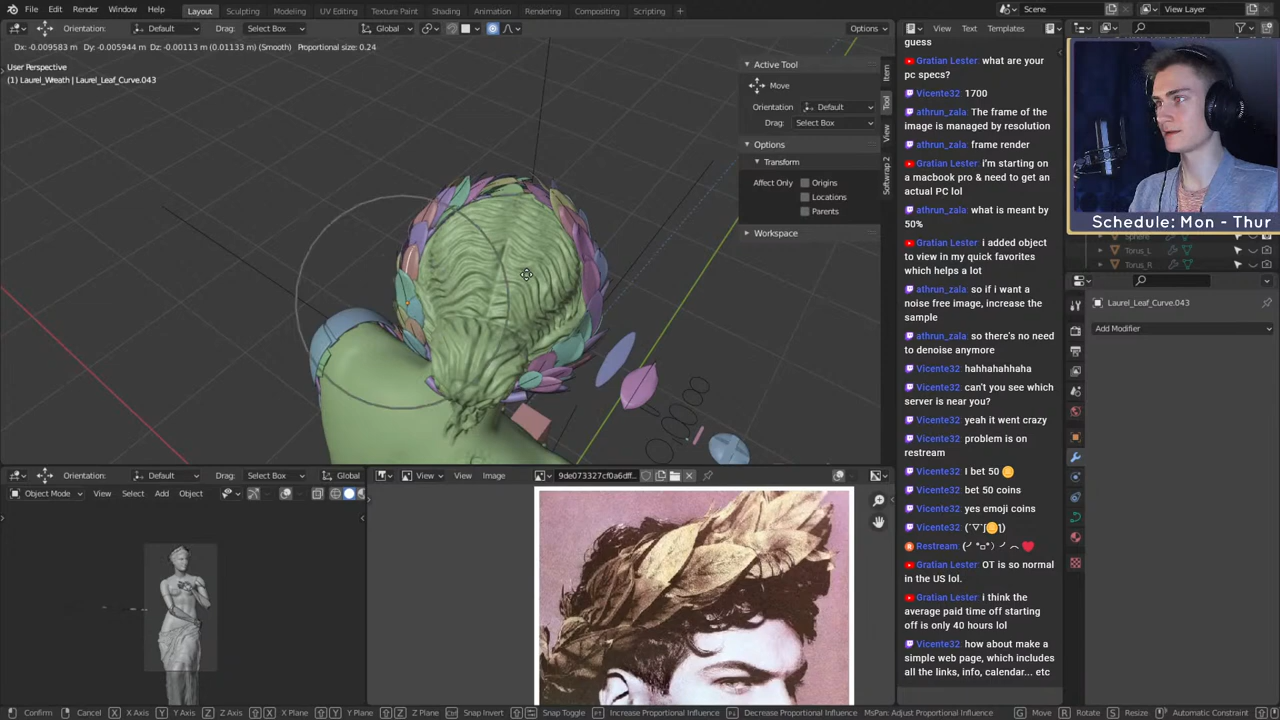 File Edit Render Window Help
Layout Sculpting Modeling UV Editing Texture Paint Shading Animation Rendering Compositing Scripting +
Scene
View Layer
Orientation: Default Drag: Select Box Global
Options
View Text Templates
Dx: -0.009583 m Dy: -0.005944 m Dz: -0.00113 m (0.01133 m) (Smooth) Proportional size: 0.24
User Perspective
(1) Laurel_Weath | Laurel_Leaf_Curve.043
Active Tool
Move
Orientation Default
Drag: Select Box
Options
Transform
Affect Only Origins
Locations
Parents
Workspace
Item
Tool
View
Softwrap 2
guess
Gratian Lester: what are your
pc specs?
Vicente32: 1700
athrun_zala: The frame of the
image is managed by resolution
athrun_zala: frame render
Gratian Lester: i'm starting on
a macbook pro & need to get an
actual PC lol
athrun_zala: what is meant by
50%
Gratian Lester: i added object
to view in my quick favorites
which helps a lot
athrun_zala: so if i want a
noise free image, increase the
sample
athrun_zala: so there's no need
to denoise anymore
Vicente32: hahhahahhaha
Vicente32: can't you see which
server is near you?
Vicente32: yeah it went crazy
Vicente32: problem is on
restream
Vicente32: I bet 50
Vicente32: bet 50 coins
Vicente32: yes emoji coins
Vicente32:
Restream:
Gratian Lester: OT is so normal
in the US lol.
Gratian Lester: i think the
average paid time off starting
off is only 40 hours lol
Vicente32: how about make a
simple web page, which includes
all the links, info, calendar... etc
Schedule: Mon - Thur
Sphere
Torus_L
Torus_R
Laurel_Leaf_Curve.043
Add Modifier
Orientation: Default Drag: Select Box Global
Object Mode View Select Add Object
View View Image 9de073327cf0a6dff...
Confirm Cancel X X Axis Y Y Axis Z Z Axis X X Plane Y Y Plane Z Z Plane Snap Invert Snap Toggle Increase Proportional Influence Decrease Proportional Influence MsPan: Adjust Proportional Influence G Move R Rotate S Resize Automatic Constraint